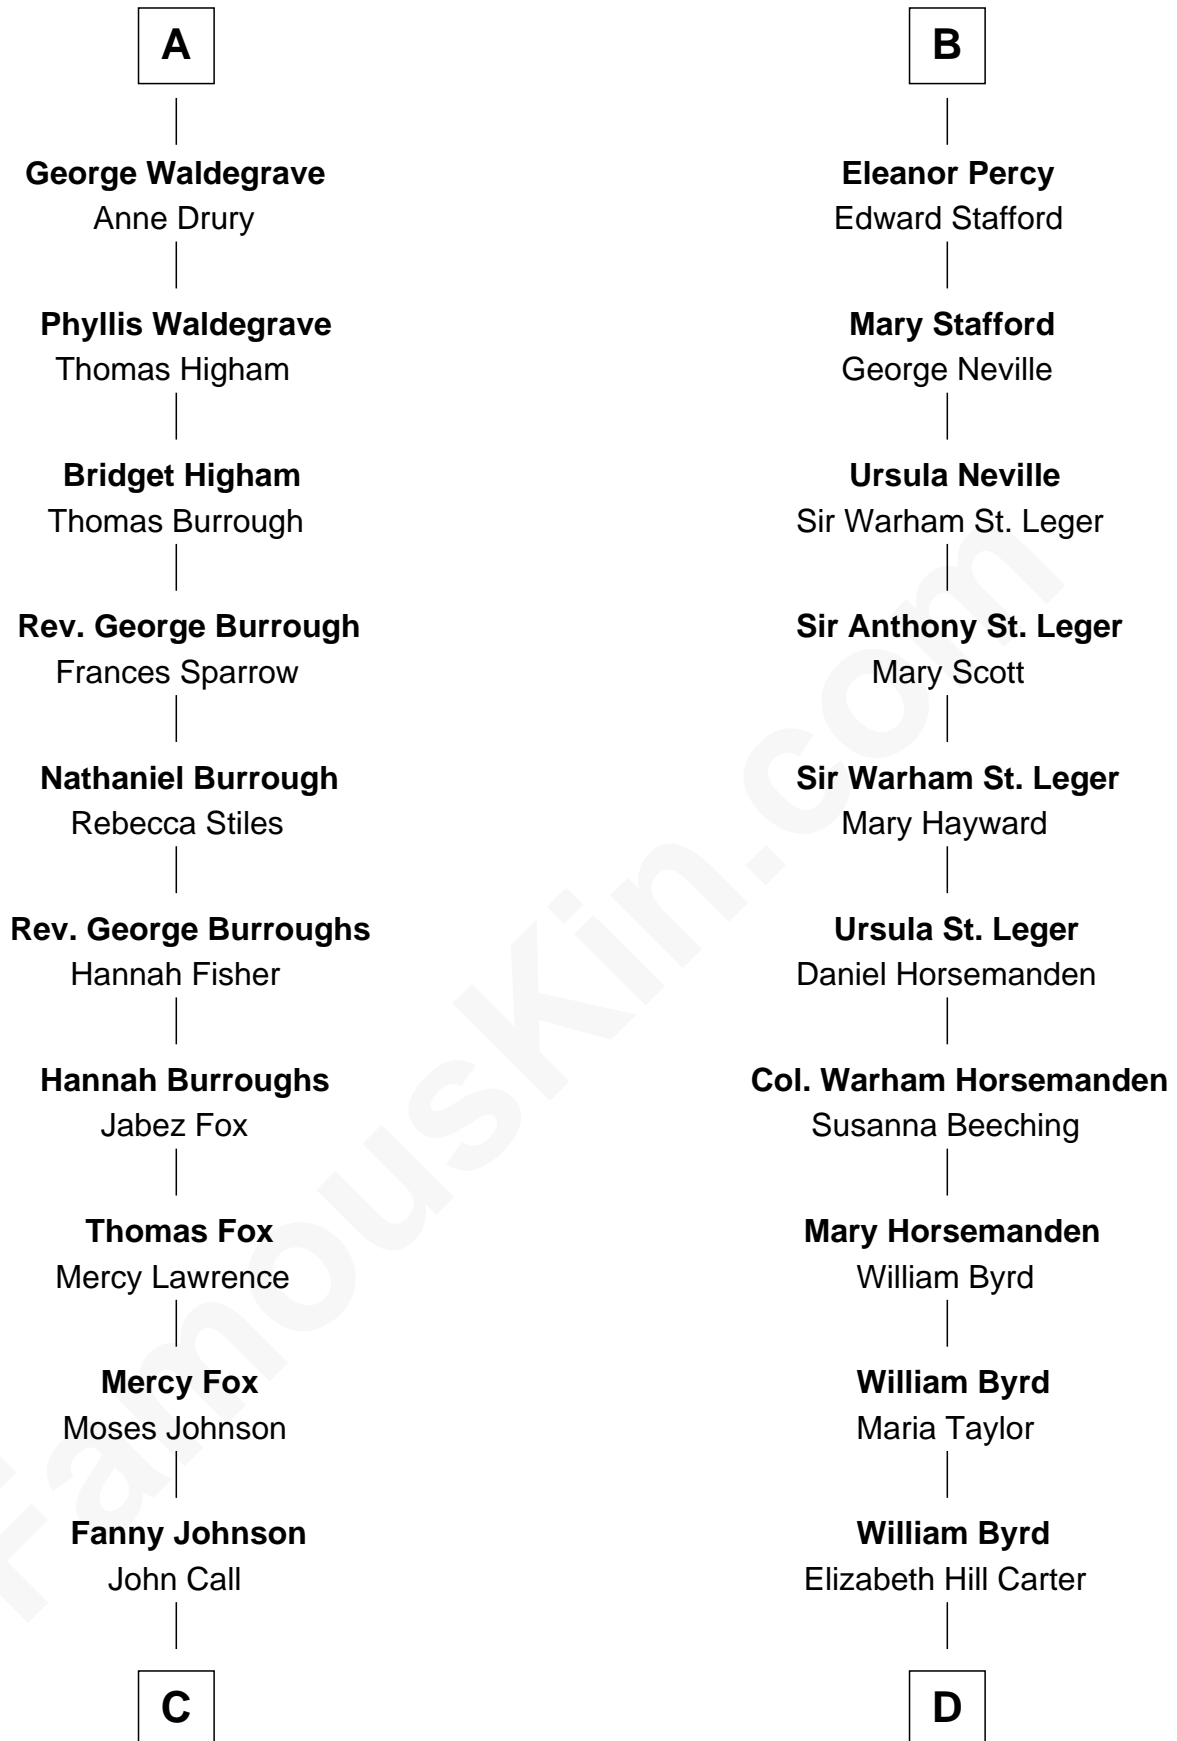 A
George Waldegrave
Anne Drury
Phyllis Waldegrave
Thomas Higham
Bridget Higham
Thomas Burrough
Rev. George Burrough
Frances Sparrow
Nathaniel Burrough
Rebecca Stiles
Rev. George Burroughs
Hannah Fisher
Hannah Burroughs
Jabez Fox
Thomas Fox
Mercy Lawrence
Mercy Fox
Moses Johnson
Fanny Johnson
John Call
C
B
Eleanor Percy
Edward Stafford
Mary Stafford
George Neville
Ursula Neville
Sir Warham St. Leger
Sir Anthony St. Leger
Mary Scott
Sir Warham St. Leger
Mary Hayward
Ursula St. Leger
Daniel Horsemanden
Col. Warham Horsemanden
Susanna Beeching
Mary Horsemanden
William Byrd
William Byrd
Maria Taylor
William Byrd
Elizabeth Hill Carter
D
FamousKin.com